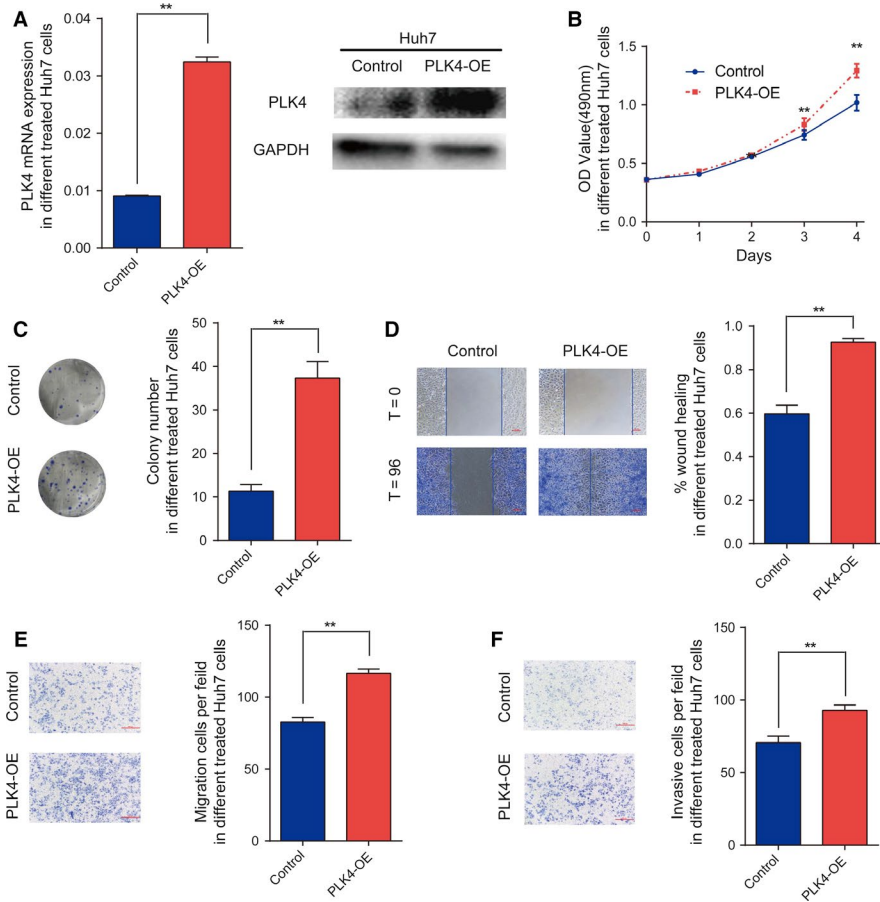 A
PLK4 mRNA expression
in different treated Huh7 cells
0.04
0.03
0.02
0.01
0.00
**
Control
PLK4-OE
Huh7
Control PLK4-OE
PLK4
GAPDH
B
OD Value(490nm)
in different treated Huh7 cells
1.5
1.0
0.5
0.0
Control
PLK4-OE
**
**
0 1 2 3 4
Days
C
Control
PLK4-OE
Colony number
in different treated Huh7 cells
50
40
30
20
10
0
**
Control
PLK4-OE
D
Control PLK4-OE
T = 0
T = 96
% wound healing
in different treated Huh7 cells
1.0
0.8
0.6
0.4
0.2
0.0
**
Control
PLK4-OE
E
Control
PLK4-OE
Migration cells per feild
in different treated Huh7 cells
150
100
50
0
**
Control
PLK4-OE
F
Control
PLK4-OE
Invasive cells per feild
in different treated Huh7 cells
150
100
50
0
**
Control
PLK4-OE